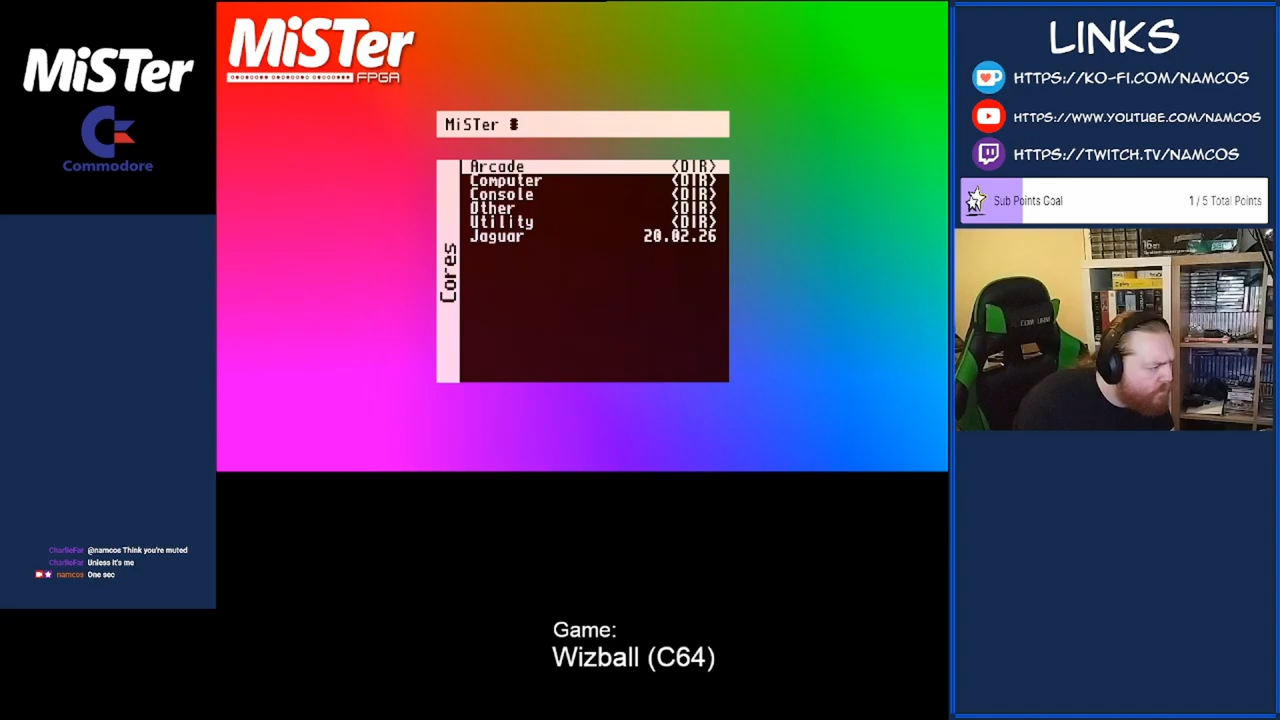 MiSTer
Commodore
MiSTer
FPGA
MiSTer
Arcade <DIR>
Computer <DIR>
Console <DIR>
Other <DIR>
Utility <DIR>
Jaguar 20.02.26
Cores
LINKS
HTTPS://KO-FI.COM/NAMCOS
HTTPS://WWW.YOUTUBE.COM/NAMCOS
HTTPS://TWITCH.TV/NAMCOS
Sub Points Goal 1 / 5 Total Points
CharlieFar @namcos Think you're muted
CharlieFar Unless it's me
namcos One sec
Game:
Wizball (C64)